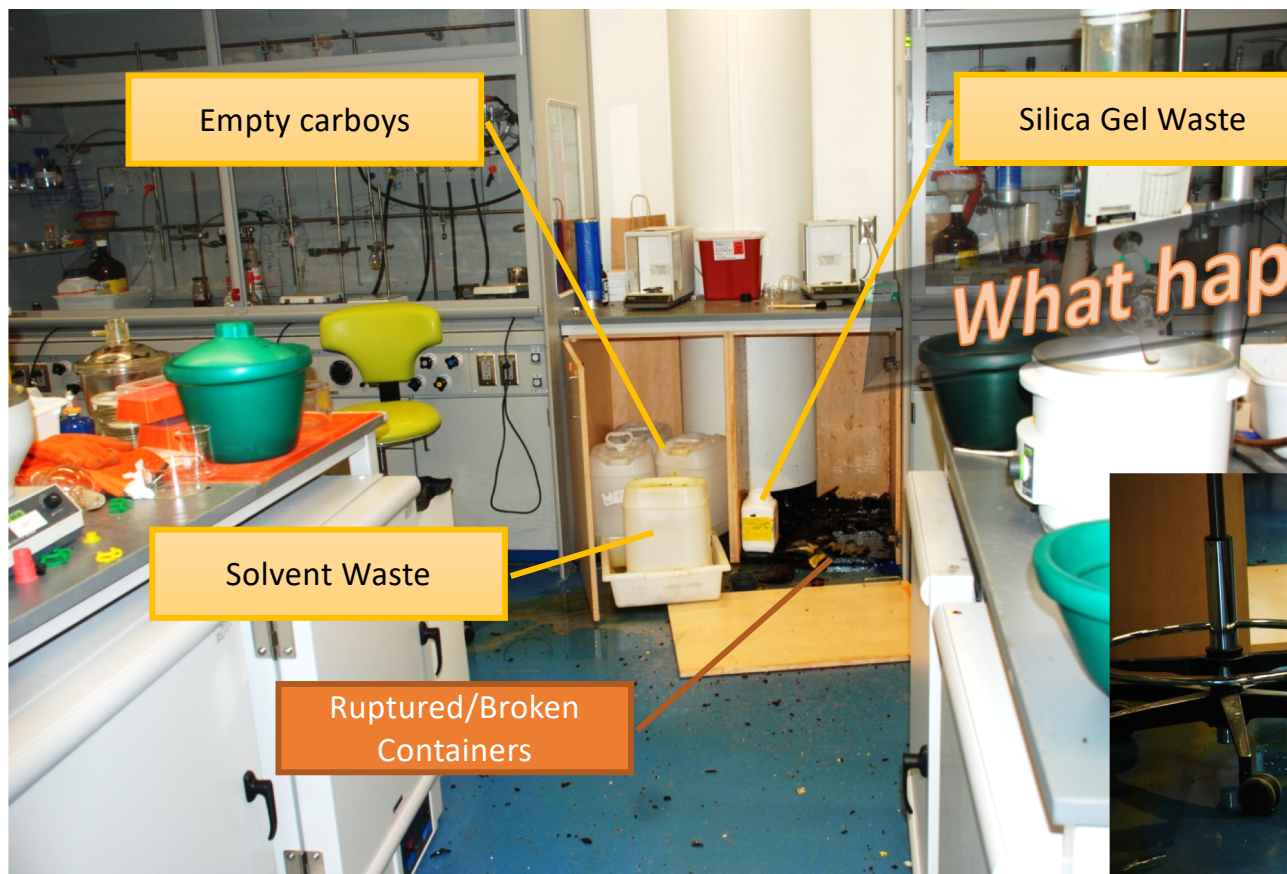 Empty carboys
Silica Gel Waste
What hap
Solvent Waste
Ruptured/Broken
Containers